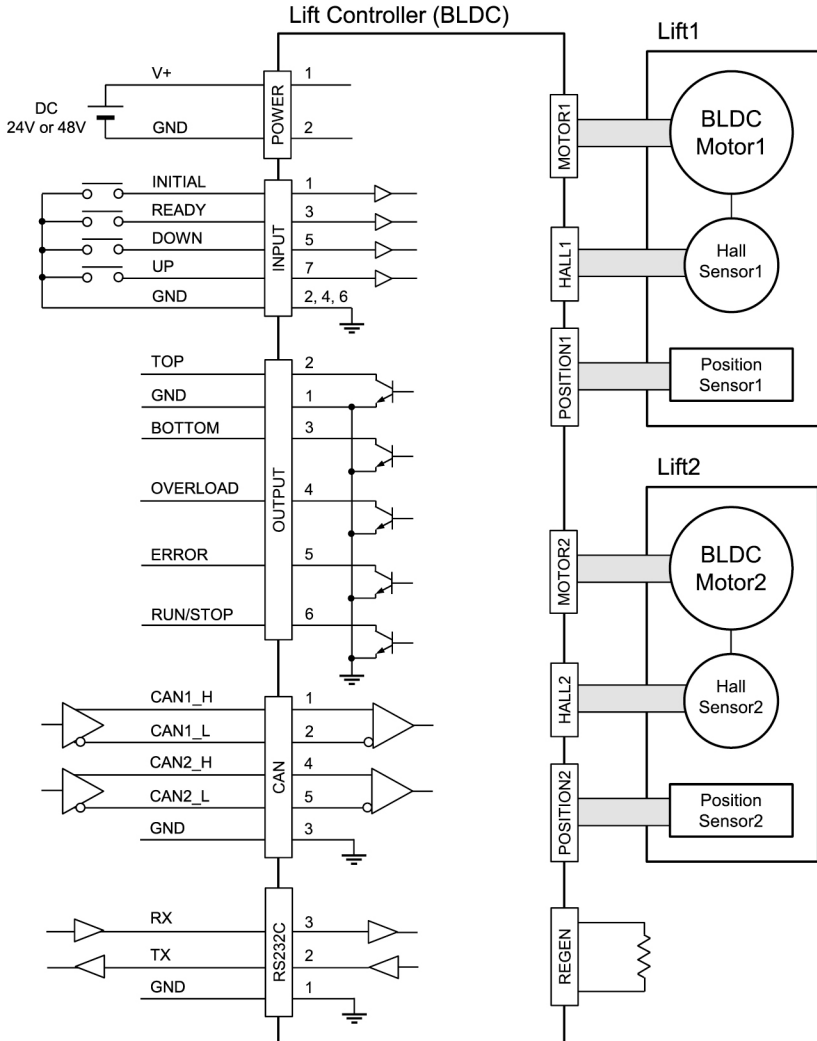 Lift Controller (BLDC)
DC
24V or 48V
V+
GND
POWER
1
2
INITIAL
READY
DOWN
UP
GND
INPUT
1
3
5
7
2, 4, 6
TOP
GND
BOTTOM
OVERLOAD
ERROR
RUN/STOP
OUTPUT
2
1
3
4
5
6
CAN1_H
CAN1_L
CAN2_H
CAN2_L
GND
CAN
1
2
4
5
3
RX
TX
GND
RS232C
3
2
1
MOTOR1
HALL1
POSITION1
Lift1
BLDC
Motor1
Hall
Sensor1
Position
Sensor1
MOTOR2
HALL2
POSITION2
Lift2
BLDC
Motor2
Hall
Sensor2
Position
Sensor2
REGEN